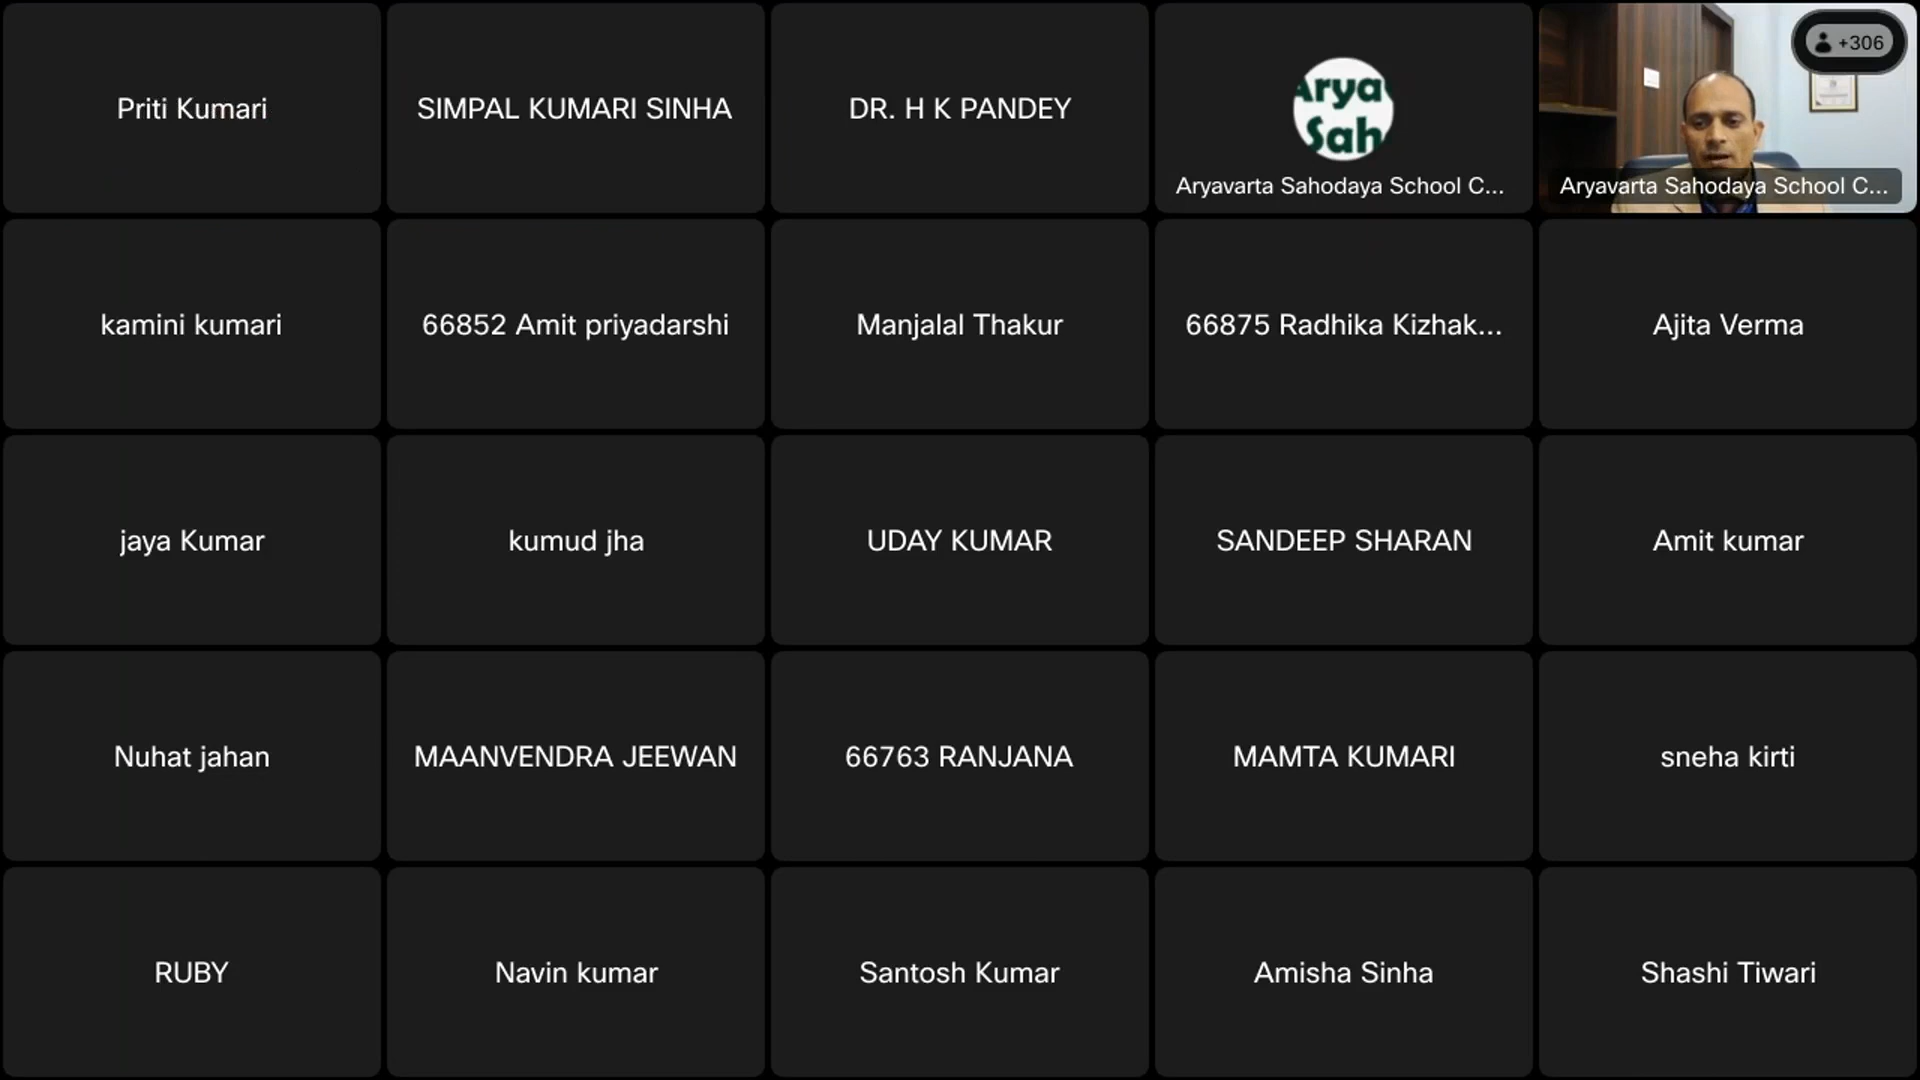 Priti Kumari
SIMPAL KUMARI SINHA
DR. H K PANDEY
Arya
Sah
Aryavarta Sahodaya School C...
+306
Aryavarta Sahodaya School C...
kamini kumari
66852 Amit priyadarshi
Manjalal Thakur
66875 Radhika Kizhak...
Ajita Verma
jaya Kumar
kumud jha
UDAY KUMAR
SANDEEP SHARAN
Amit kumar
Nuhat jahan
MAANVENDRA JEEWAN
66763 RANJANA
MAMTA KUMARI
sneha kirti
RUBY
Navin kumar
Santosh Kumar
Amisha Sinha
Shashi Tiwari